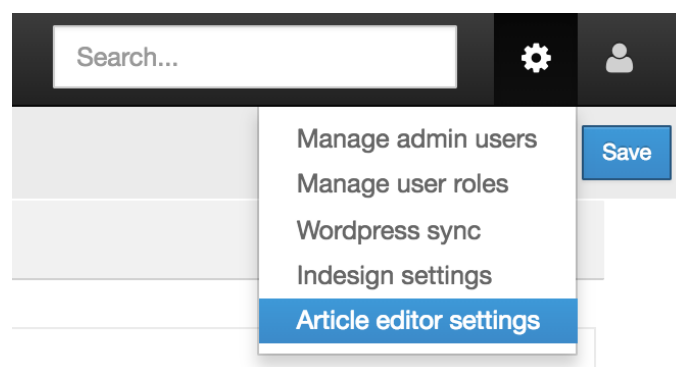 Search...
Manage admin users
Save
Manage user roles
Wordpress sync
Indesign settings
Article editor settings